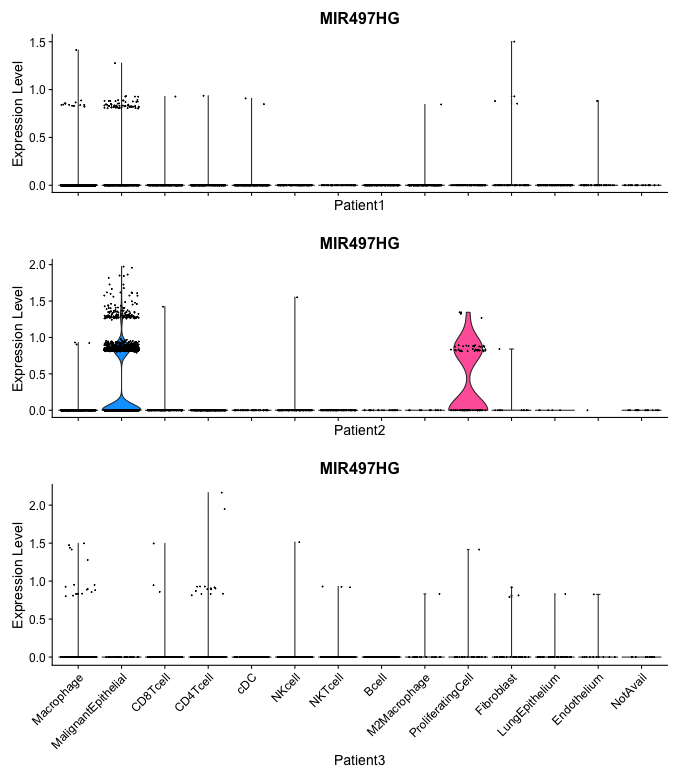 MIR497HG
Expression Level
1.5
1.0
0.5
0.0
Patient1
MIR497HG
Expression Level
2.0
1.5
1.0
0.5
0.0
Patient2
MIR497HG
Expression Level
2.0
1.5
1.0
0.5
0.0
Macrophage
MalignantEpithelial
CD8Tcell
CD4Tcell
cDC
NKcell
NKTcell
Bcell
M2Macrophage
ProliferatingCell
Fibroblast
LungEpithelium
Endothelium
NotAvail
Patient3